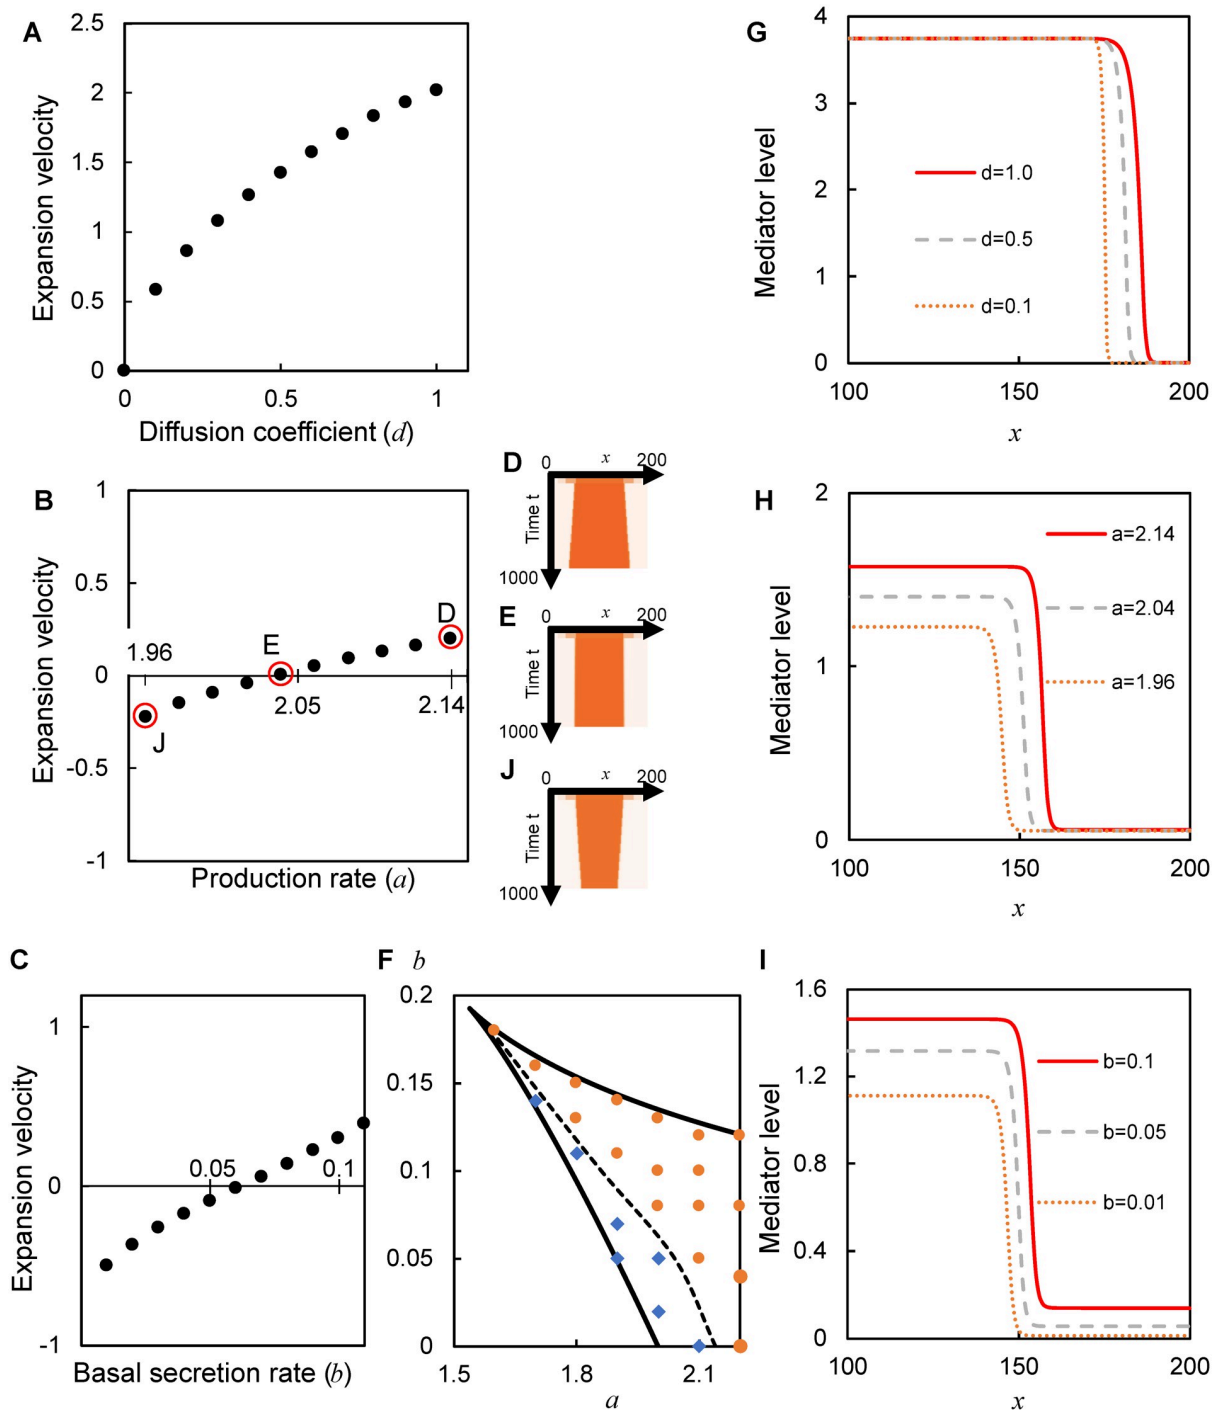 A
2.5
2
1.5
1
0.5
0
0
0.5
1
Expansion velocity
Diffusion coefficient (d)
B
1
0.5
0
-0.5
-1
1.96
E
D
J
2.05
2.14
Expansion velocity
Production rate (a)
C
1
0
-1
0.05
0.1
Expansion velocity
Basal secretion rate (b)
D
0
x
200
Time t
1000
E
0
x
200
Time t
1000
J
0
x
200
Time t
1000
F
b
0.2
0.15
0.1
0.05
0
1.5
1.8
2.1
a
G
4
3
2
1
0
d=1.0
d=0.5
d=0.1
100
150
200
Mediator level
x
H
2
1
0
a=2.14
a=2.04
a=1.96
100
150
200
Mediator level
x
I
1.6
1.2
0.8
0.4
0
b=0.1
b=0.05
b=0.01
100
150
200
Mediator level
x